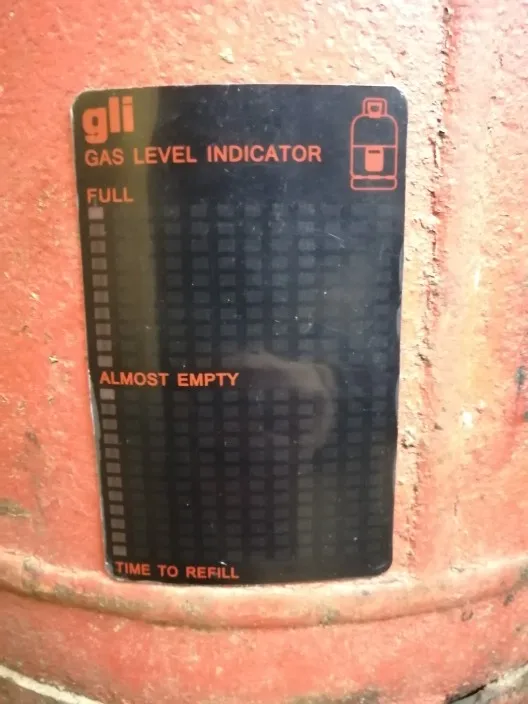 gli
GAS LEVEL INDICATOR
FULL
ALMOST EMPTY
TIME TO REFILL